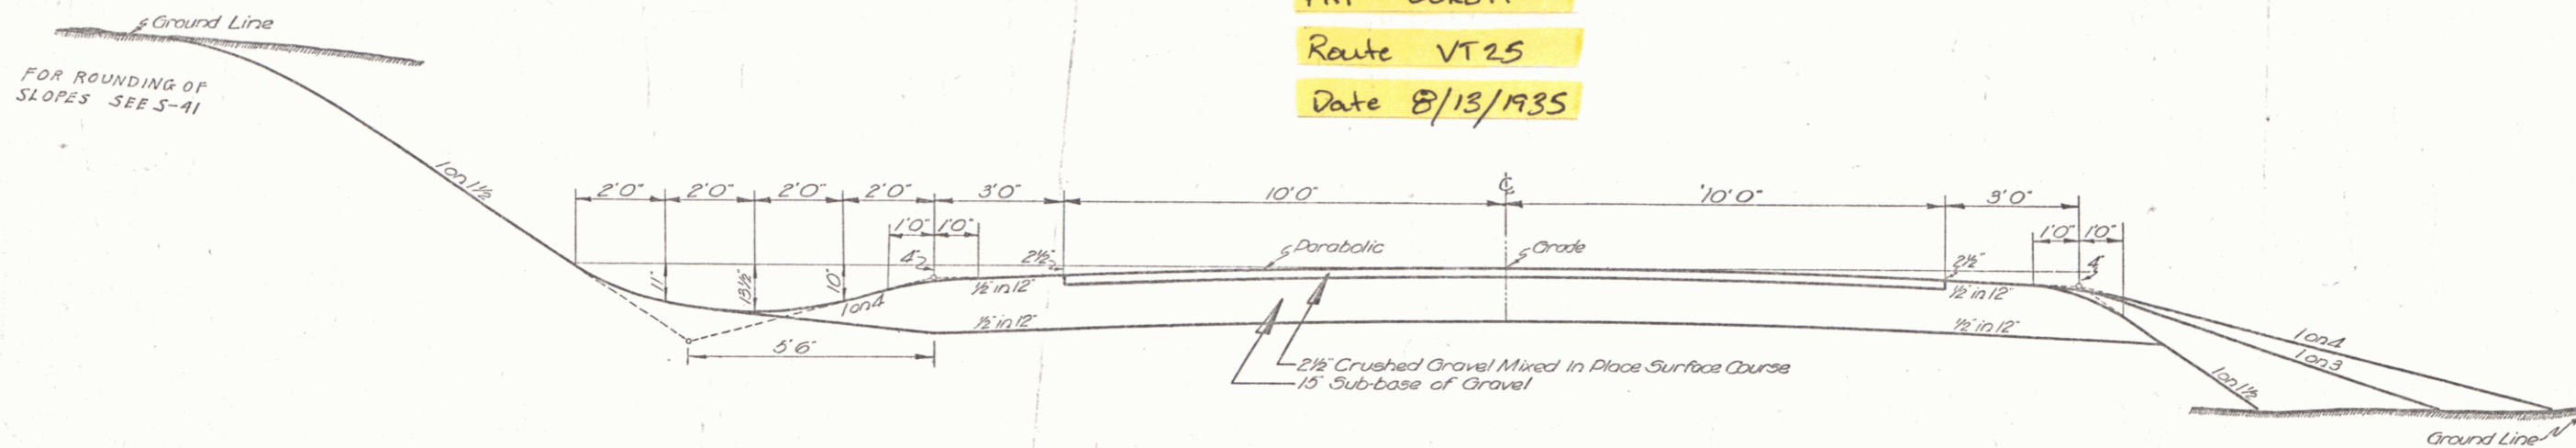 Route VT25
Date 8/13/1935
Ground Line
FOR ROUNDING OF
SLOPES SEE S-41
1 on 1½
2'0" 2'0" 2'0" 2'0" 3'0" 10'0" ℄ 10'0" 3'0"
1'0" 1'0" 1'0" 1'0"
4" 2½" Parabolic Grade 2½" 4"
11" 13½" 10" 1 on 4 ½" in 12" ½" in 12"
½" in 12" ½" in 12"
5'6"
1 on 4
1 on 3
1 on 1½
2½" Crushed Gravel Mixed In Place Surface Course
15" Sub-base of Gravel
Ground Line